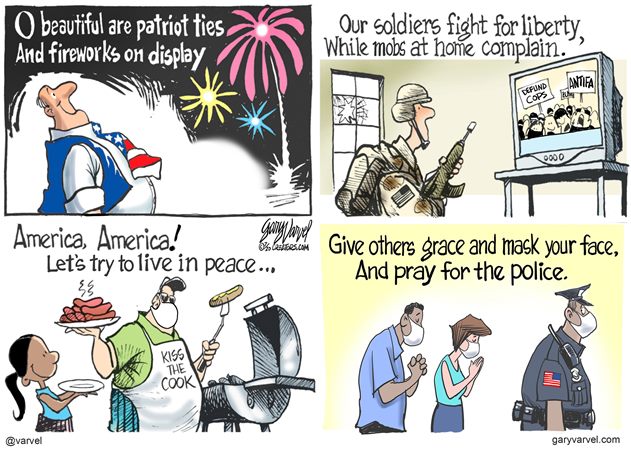 O beautiful are patriot ties
And fireworks on display
Our soldiers fight for liberty,
While mobs at home complain.
DEFUND
COPS
ANTIFA
Gary Varvel
America, America!
Let's try to live in peace...
KISS
THE
COOK
Give others grace and mask your face,
And pray for the police.
@varvel
garyvarvel.com